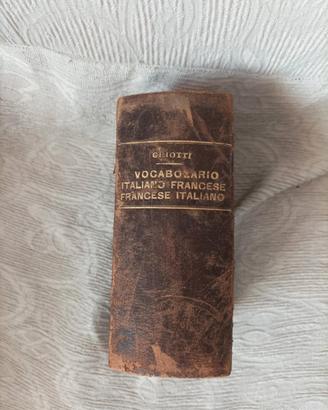 GHIOTTI
VOCABOLARIO
ITALIANO FRANCESE
FRANCESE ITALIANO